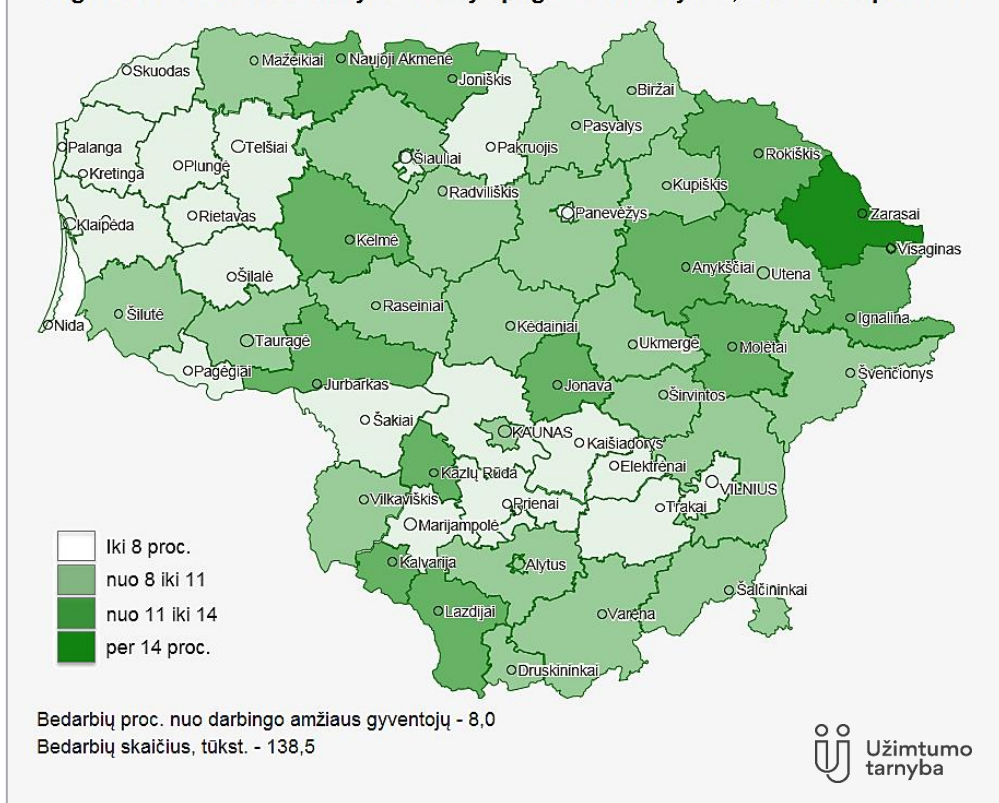 Skuodas
Mažeikiai
Naujoji Akmenė
Joniškis
Biržai
Pasvalys
Palanga
Kretinga
Plungė
Telšiai
Šiauliai
Pakruojis
Rokiškis
Radviliškis
Kupiškis
Klaipėda
Rietavas
Panevėžys
Zarasai
Kelmė
Visaginas
Šilalė
Anykščiai
Utena
Nida
Šilutė
Raseiniai
Kėdainiai
Ignalina
Tauragė
Ukmergė
Molėtai
Pagėgiai
Jurbarkas
Jonava
Švenčionys
Širvintos
Šakiai
KAUNAS
Kaišiadorys
Kazlų Rūda
Elektrėnai
Vilkaviškis
Prienai
Trakai
VILNIUS
Marijampolė
Kalvarija
Alytus
Šalčininkai
Lazdijai
Varėna
Druskininkai
Iki 8 proc.
nuo 8 iki 11
nuo 11 iki 14
per 14 proc.
Bedarbių proc. nuo darbingo amžiaus gyventojų - 8,0
Bedarbių skaičius, tūkst. - 138,5
Užimtumo
tarnyba